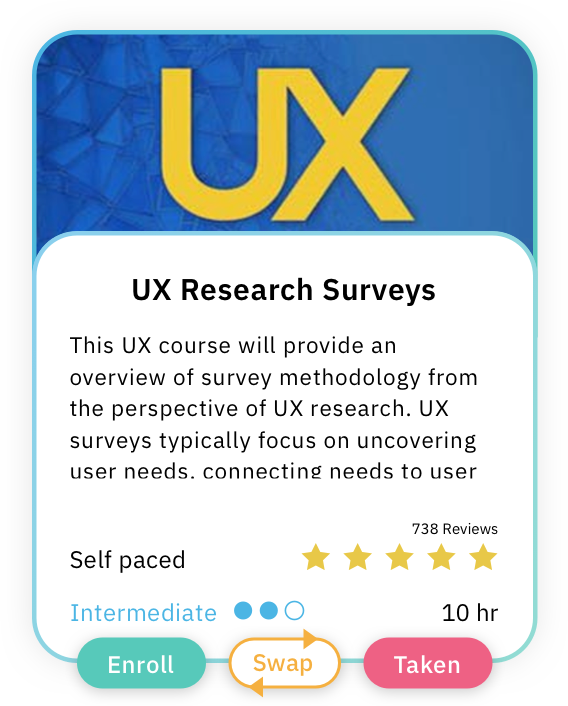 UX
UX Research Surveys
This UX course will provide an
overview of survey methodology from
the perspective of UX research. UX
surveys typically focus on uncovering
user needs, connecting needs to user
738 Reviews
Self paced
Intermediate 10 hr
Enroll Swap Taken